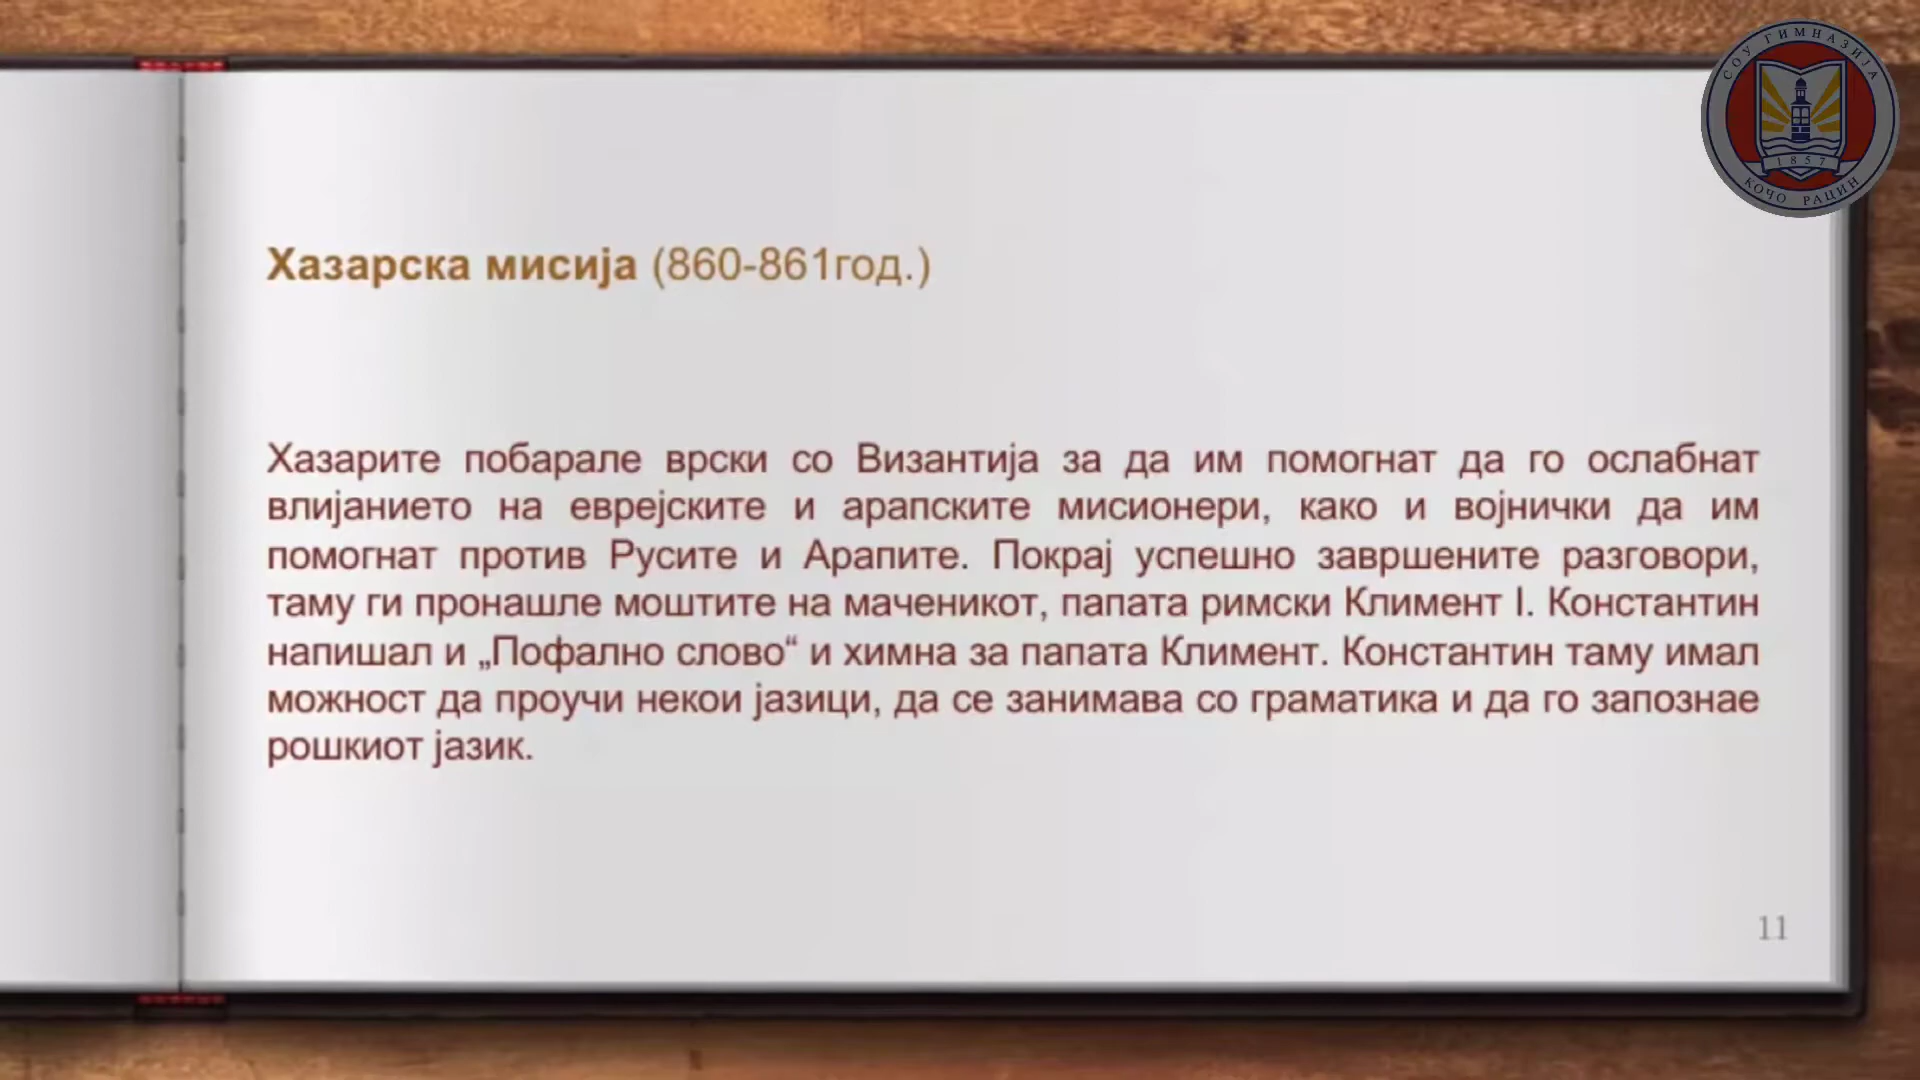 СОУ ГИМНАЗИЈА
1857
КОЧО РАЦИН
Хазарска мисија (860-861год.)
Хазарите побарале врски со Византија за да им помогнат да го ослабнат
влијанието на еврејските и арапските мисионери, како и војнички да им
помогнат против Русите и Арапите. Покрај успешно завршените разговори,
таму ги пронашле моштите на маченикот, папата римски Климент I. Константин
напишал и „Пофално слово“ и химна за папата Климент. Константин таму имал
можност да проучи некои јазици, да се занимава со граматика и да го запознае
рошкиот јазик.
11